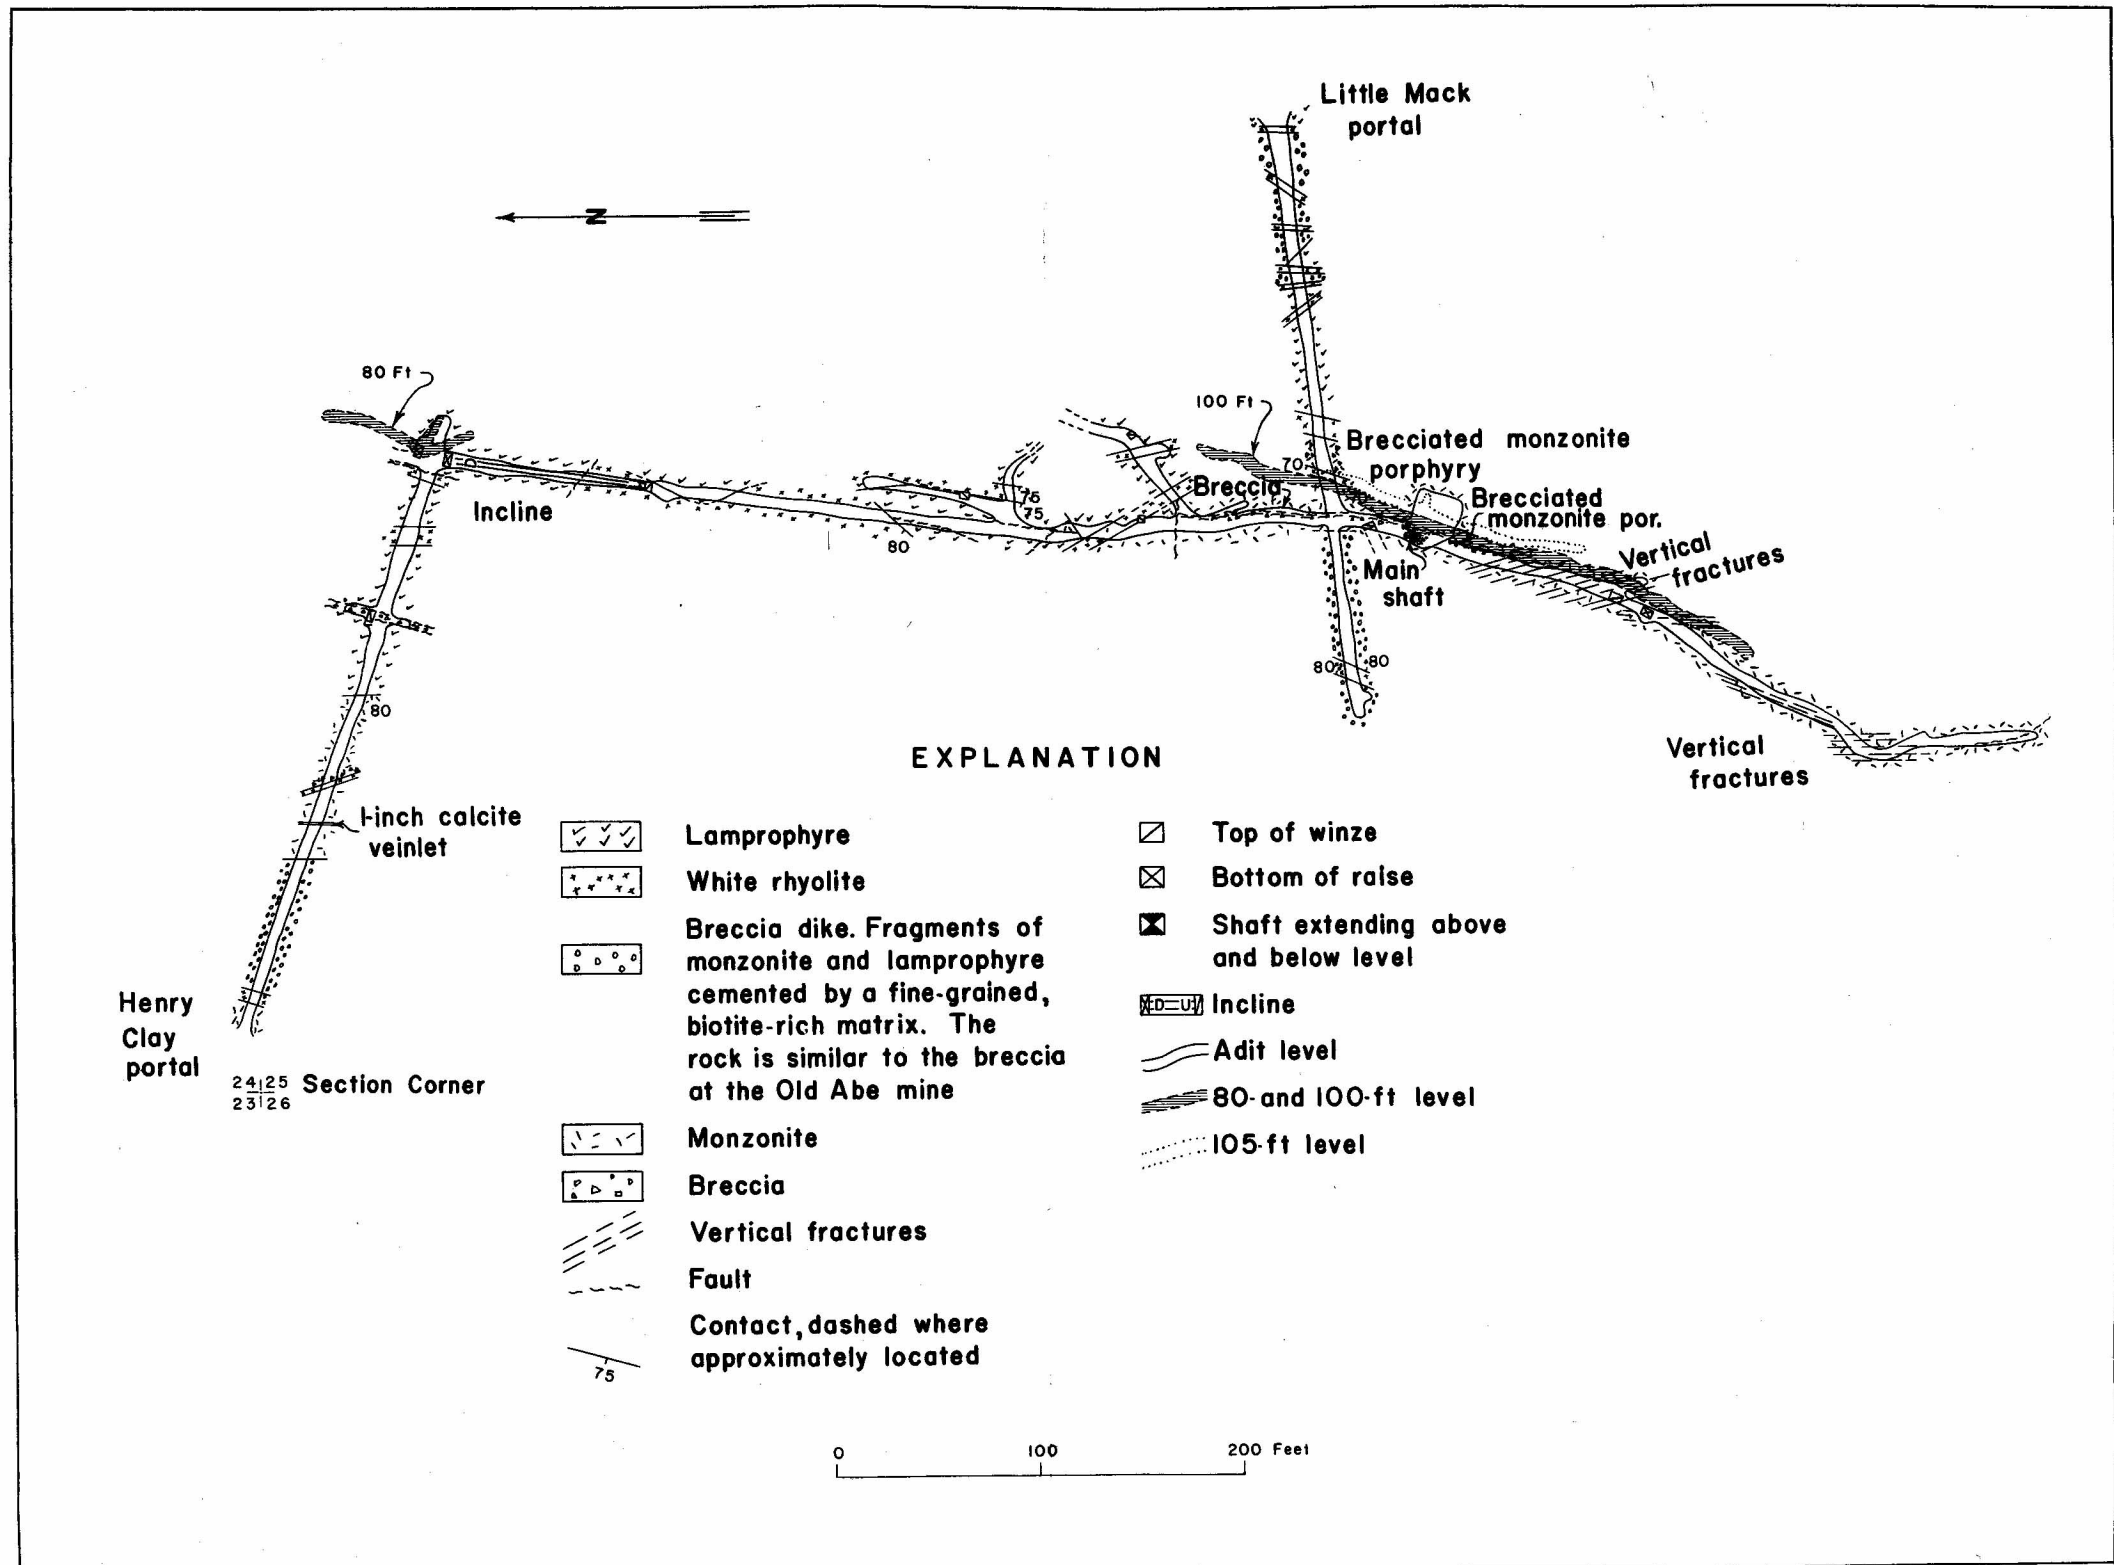 Little Mack
portal
N
80 Ft
100 Ft
70
Brecciated monzonite
porphyry
Breccia
Brecciated
monzonite por.
75
75
Incline
80
Vertical
fractures
Main
shaft
80
80
80
Vertical
fractures
1-inch calcite
veinlet
Henry
Clay
portal
24 25
23 26
Section Corner
EXPLANATION
Lamprophyre
White rhyolite
Breccia dike. Fragments of
monzonite and lamprophyre
cemented by a fine-grained,
biotite-rich matrix. The
rock is similar to the breccia
at the Old Abe mine
Monzonite
Breccia
Vertical fractures
Fault
Contact, dashed where
approximately located
75
Top of winze
Bottom of raise
Shaft extending above
and below level
D U
Incline
Adit level
80-and 100-ft level
105-ft level
0 100 200 Feet